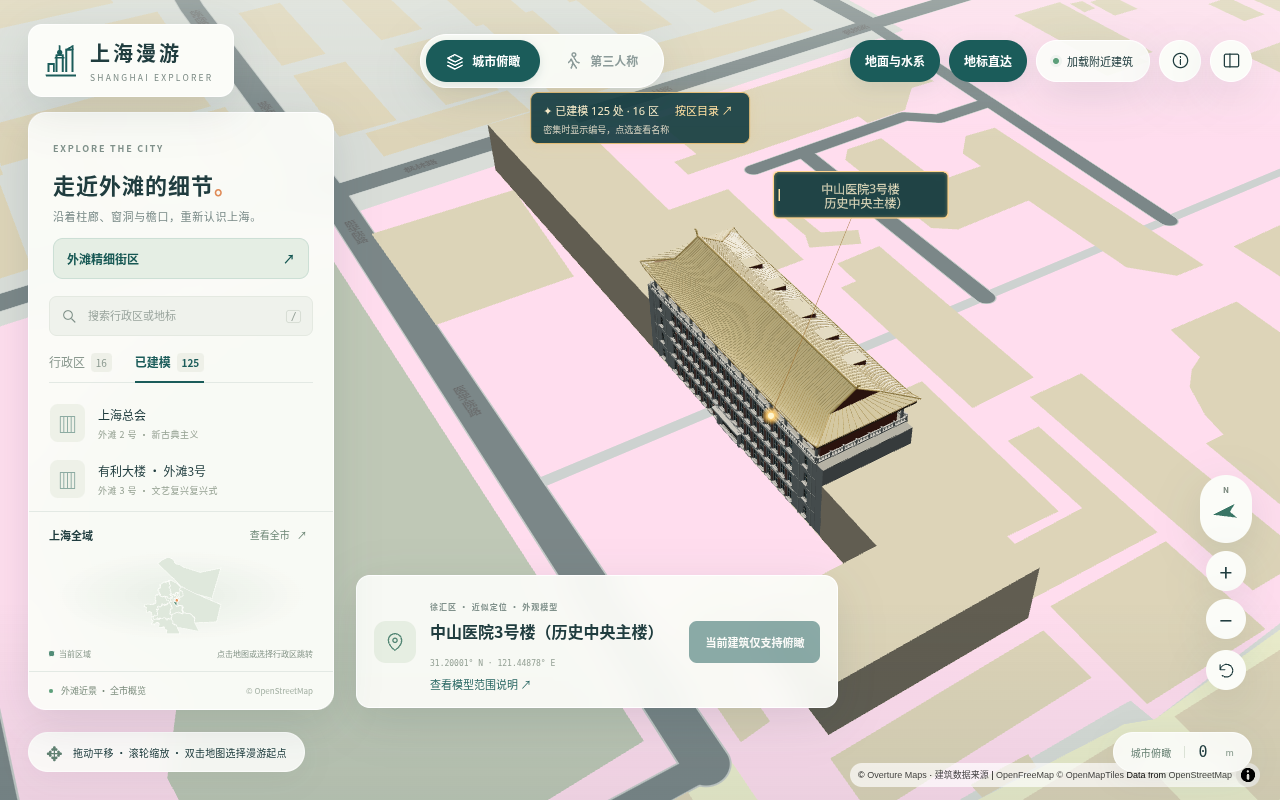 上海漫游
SHANGHAI EXPLORER
城市俯瞰
第三人称
地面与水系
地标直达
加载附近建筑
✦ 已建模 125 处 · 16 区 按区目录 ↗
密集时显示编号，点选查看名称
EXPLORE THE CITY
走近外滩的细节。
沿着柱廊、窗洞与檐口，重新认识上海。
外滩精细街区 ↗
搜索行政区或地标 /
行政区 16 已建模 125
上海总会
外滩 2 号 · 新古典主义
有利大楼 · 外滩3号
外滩 3 号 · 文艺复兴复兴式
上海全域 查看全市 ↗
当前区域 点击地图或选择行政区跳转
外滩近景 · 全市概览 © OpenStreetMap
拖动平移 · 滚轮缩放 · 双击地图选择漫游起点
中山医院3号楼
历史中央主楼）
徐汇区 · 近似定位 · 外观模型
中山医院3号楼（历史中央主楼）
31.20001° N · 121.44878° E
查看模型范围说明 ↗
当前建筑仅支持俯瞰
N
+
−
城市俯瞰 0 m
© Overture Maps · 建筑数据来源 | OpenFreeMap © OpenMapTiles Data from OpenStreetMap